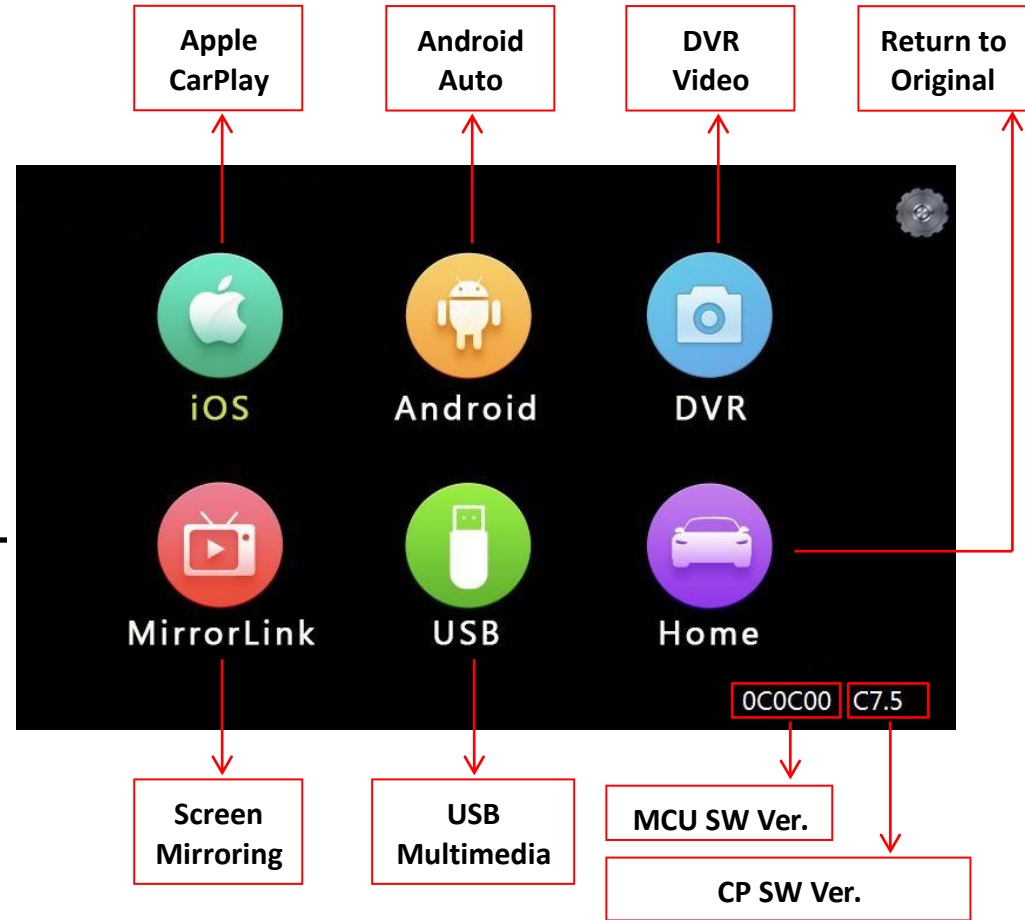 Apple
CarPlay
Android
Auto
DVR
Video
Return to
Original
iOS
Android
DVR
MirrorLink
USB
Home
0C0C00
C7.5
Screen
Mirroring
USB
Multimedia
MCU SW Ver.
CP SW Ver.